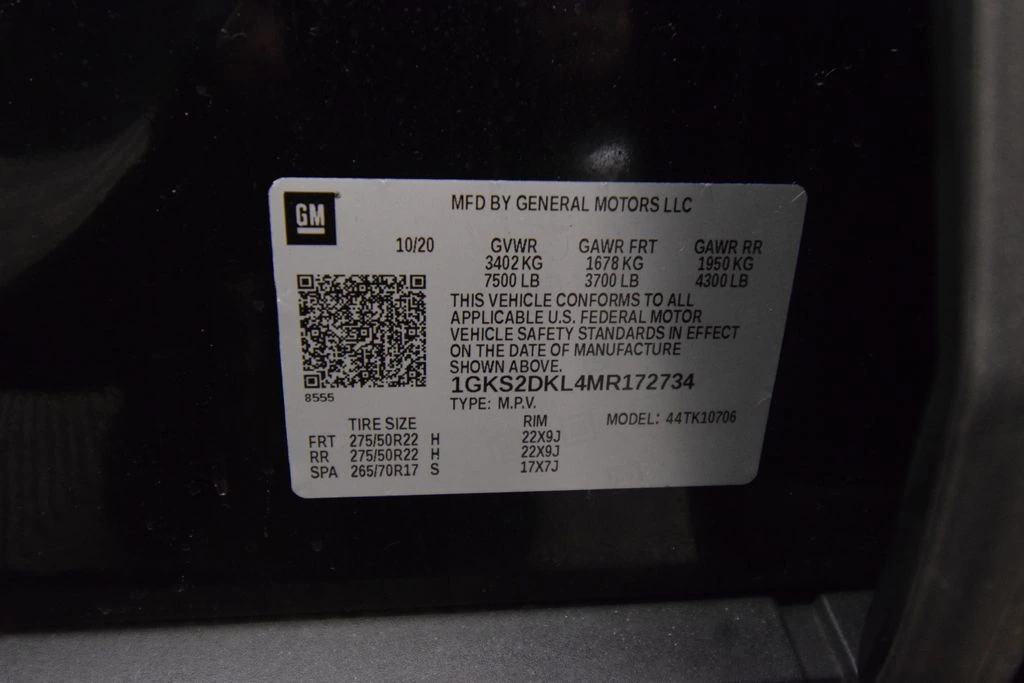 GM
MFD BY GENERAL MOTORS LLC
10/20 GVWR GAWR FRT GAWR RR
3402 KG 1678 KG 1950 KG
7500 LB 3700 LB 4300 LB
THIS VEHICLE CONFORMS TO ALL
APPLICABLE U.S. FEDERAL MOTOR
VEHICLE SAFETY STANDARDS IN EFFECT
ON THE DATE OF MANUFACTURE
SHOWN ABOVE.
1GKS2DKL4MR172734
8555
TYPE: M.P.V.
TIRE SIZE RIM MODEL: 44TK10706
FRT 275/50R22 H 22X9J
RR 275/50R22 H 22X9J
SPA 265/70R17 S 17X7J